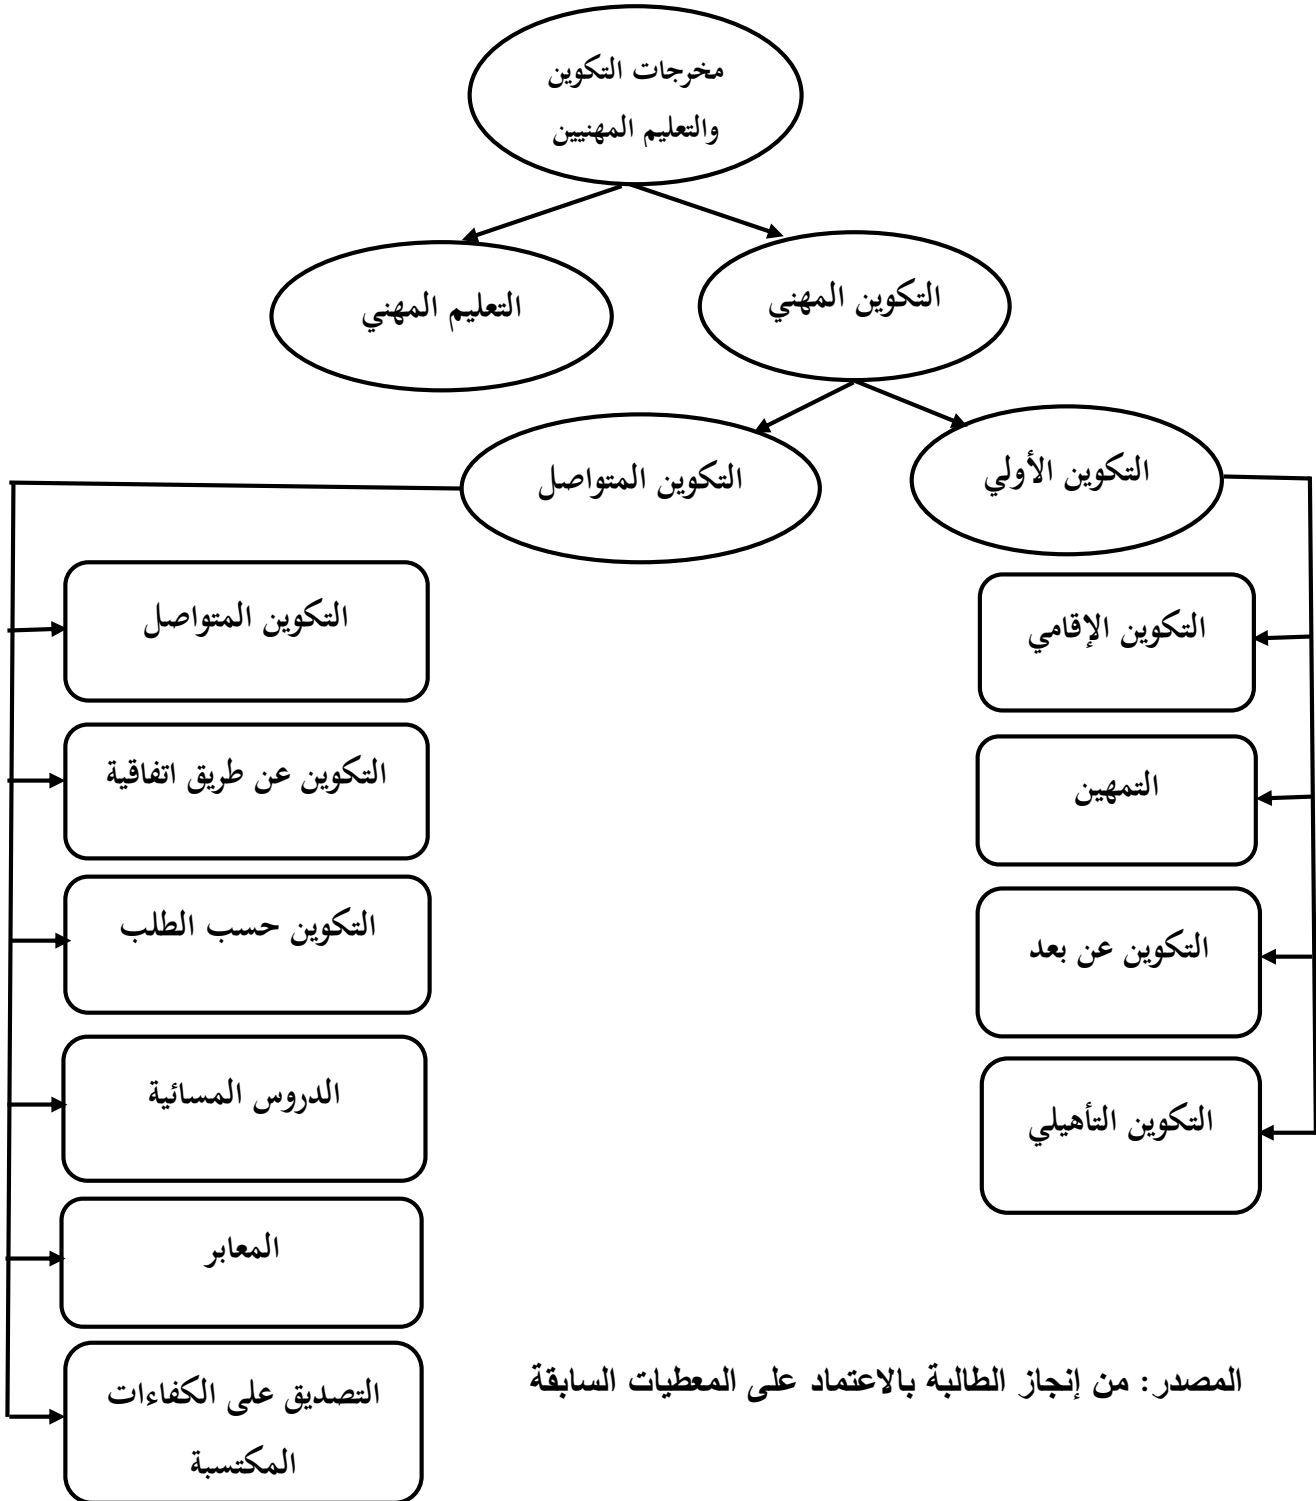 مخرجات التكوين
والتعليم المهنيين
التكوين المهني
التعليم المهني
التكوين الأولي
التكوين المتواصل
التكوين الإقامي
التمهين
التكوين عن بعد
التكوين التأهيلي
التكوين المتواصل
التكوين عن طريق اتفاقية
التكوين حسب الطلب
الدروس المسائية
المعابر
التصديق على الكفاءات
المكتسبة
المصدر: من إنجاز الطالبة بالاعتماد على المعطيات السابقة